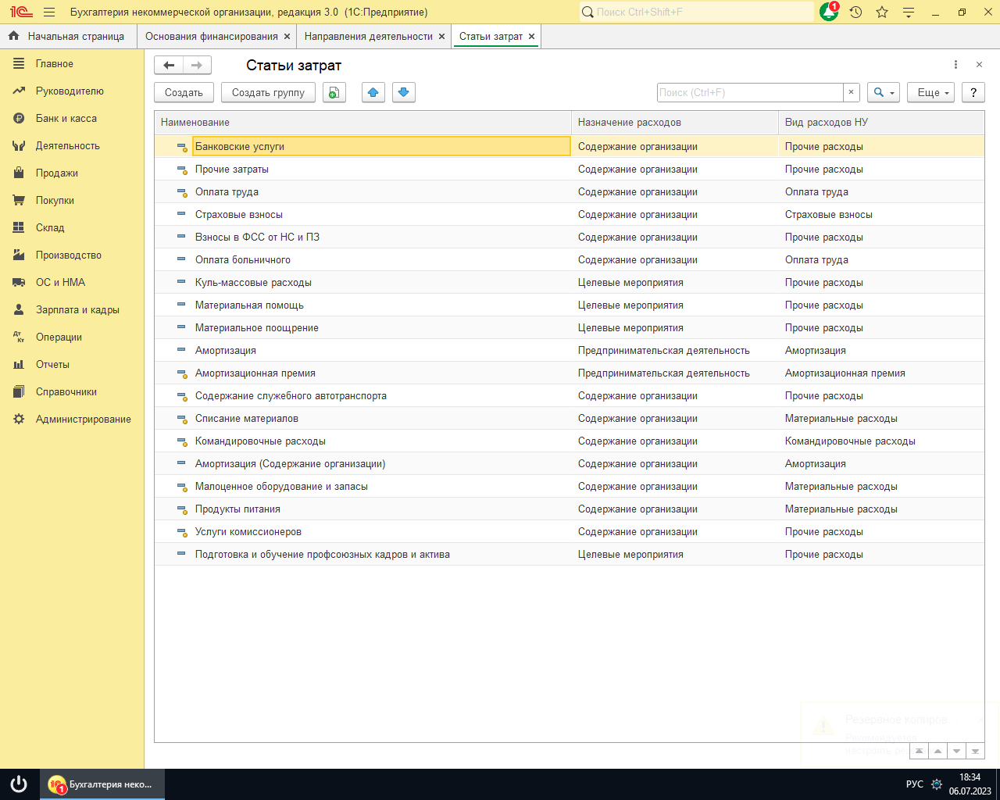 Бухгалтерия некоммерческой организации, редакция 3.0 (1С:Предприятие)
Поиск Ctrl+Shift+F
1
Начальная страница
Основания финансирования
Направления деятельности
Статьи затрат
Главное
Руководителю
Банк и касса
Деятельность
Продажи
Покупки
Склад
Производство
ОС и НМА
Зарплата и кадры
Дт Кт Операции
Отчеты
Справочники
Администрирование
Статьи затрат
Создать
Создать группу
Поиск (Ctrl+F)
Еще
?
Наименование Назначение расходов Вид расходов НУ
Банковские услуги Содержание организации Прочие расходы
Прочие затраты Содержание организации Прочие расходы
Оплата труда Содержание организации Оплата труда
Страховые взносы Содержание организации Страховые взносы
Взносы в ФСС от НС и ПЗ Содержание организации Прочие расходы
Оплата больничного Содержание организации Оплата труда
Куль-массовые расходы Целевые мероприятия Прочие расходы
Материальная помощь Целевые мероприятия Прочие расходы
Материальное поощрение Целевые мероприятия Прочие расходы
Амортизация Предпринимательская деятельность Амортизация
Амортизационная премия Предпринимательская деятельность Амортизационная премия
Содержание служебного автотранспорта Содержание организации Прочие расходы
Списание материалов Содержание организации Материальные расходы
Командировочные расходы Содержание организации Командировочные расходы
Амортизация (Содержание организации) Содержание организации Амортизация
Малоценное оборудование и запасы Содержание организации Материальные расходы
Продукты питания Содержание организации Материальные расходы
Услуги комиссионеров Содержание организации Прочие расходы
Подготовка и обучение профсоюзных кадров и актива Целевые мероприятия Прочие расходы
Резервное копиров
Рекомендуется
настроить
1
Бухгалтерия неко...
РУС
18:34
06.07.2023